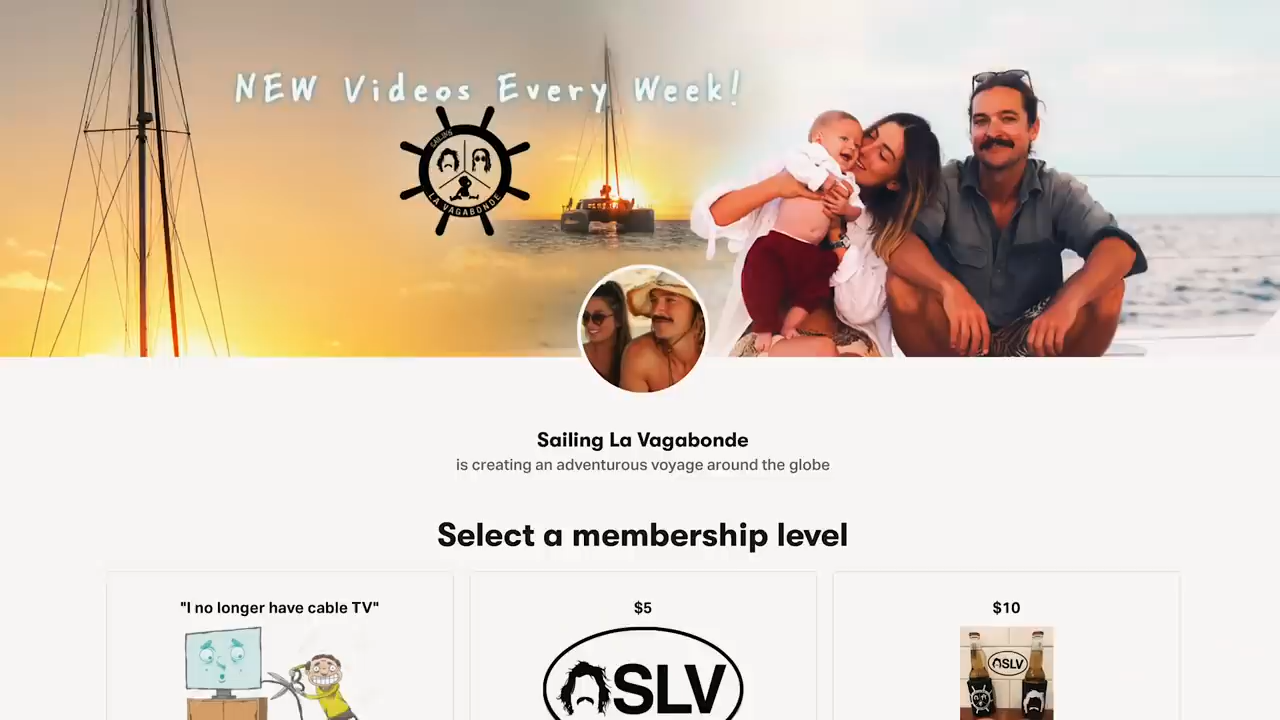 NEW Videos Every Week!
SAILING
LA VAGABONDE
Sailing La Vagabonde
is creating an adventurous voyage around the globe
Select a membership level
"I no longer have cable TV"
$5
$10
SLV
SLV